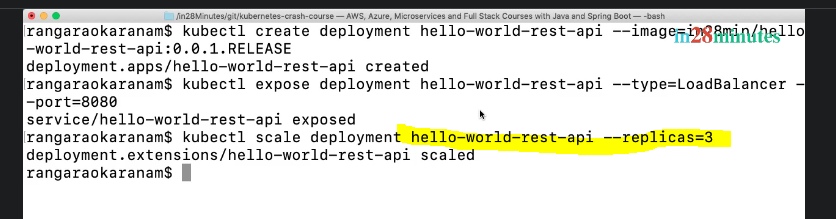 /in28Minutes/git/kubernetes-crash-course — AWS, Azure, Microservices and Full Stack Courses with Java and Spring Boot — -bash
rangaraokaranam$ kubectl create deployment hello-world-rest-api --image=in28min/hello
-world-rest-api:0.0.1.RELEASE
in28minutes
deployment.apps/hello-world-rest-api created
rangaraokaranam$ kubectl expose deployment hello-world-rest-api --type=LoadBalancer -
-port=8080
service/hello-world-rest-api exposed
rangaraokaranam$ kubectl scale deployment hello-world-rest-api --replicas=3
deployment.extensions/hello-world-rest-api scaled
rangaraokaranam$